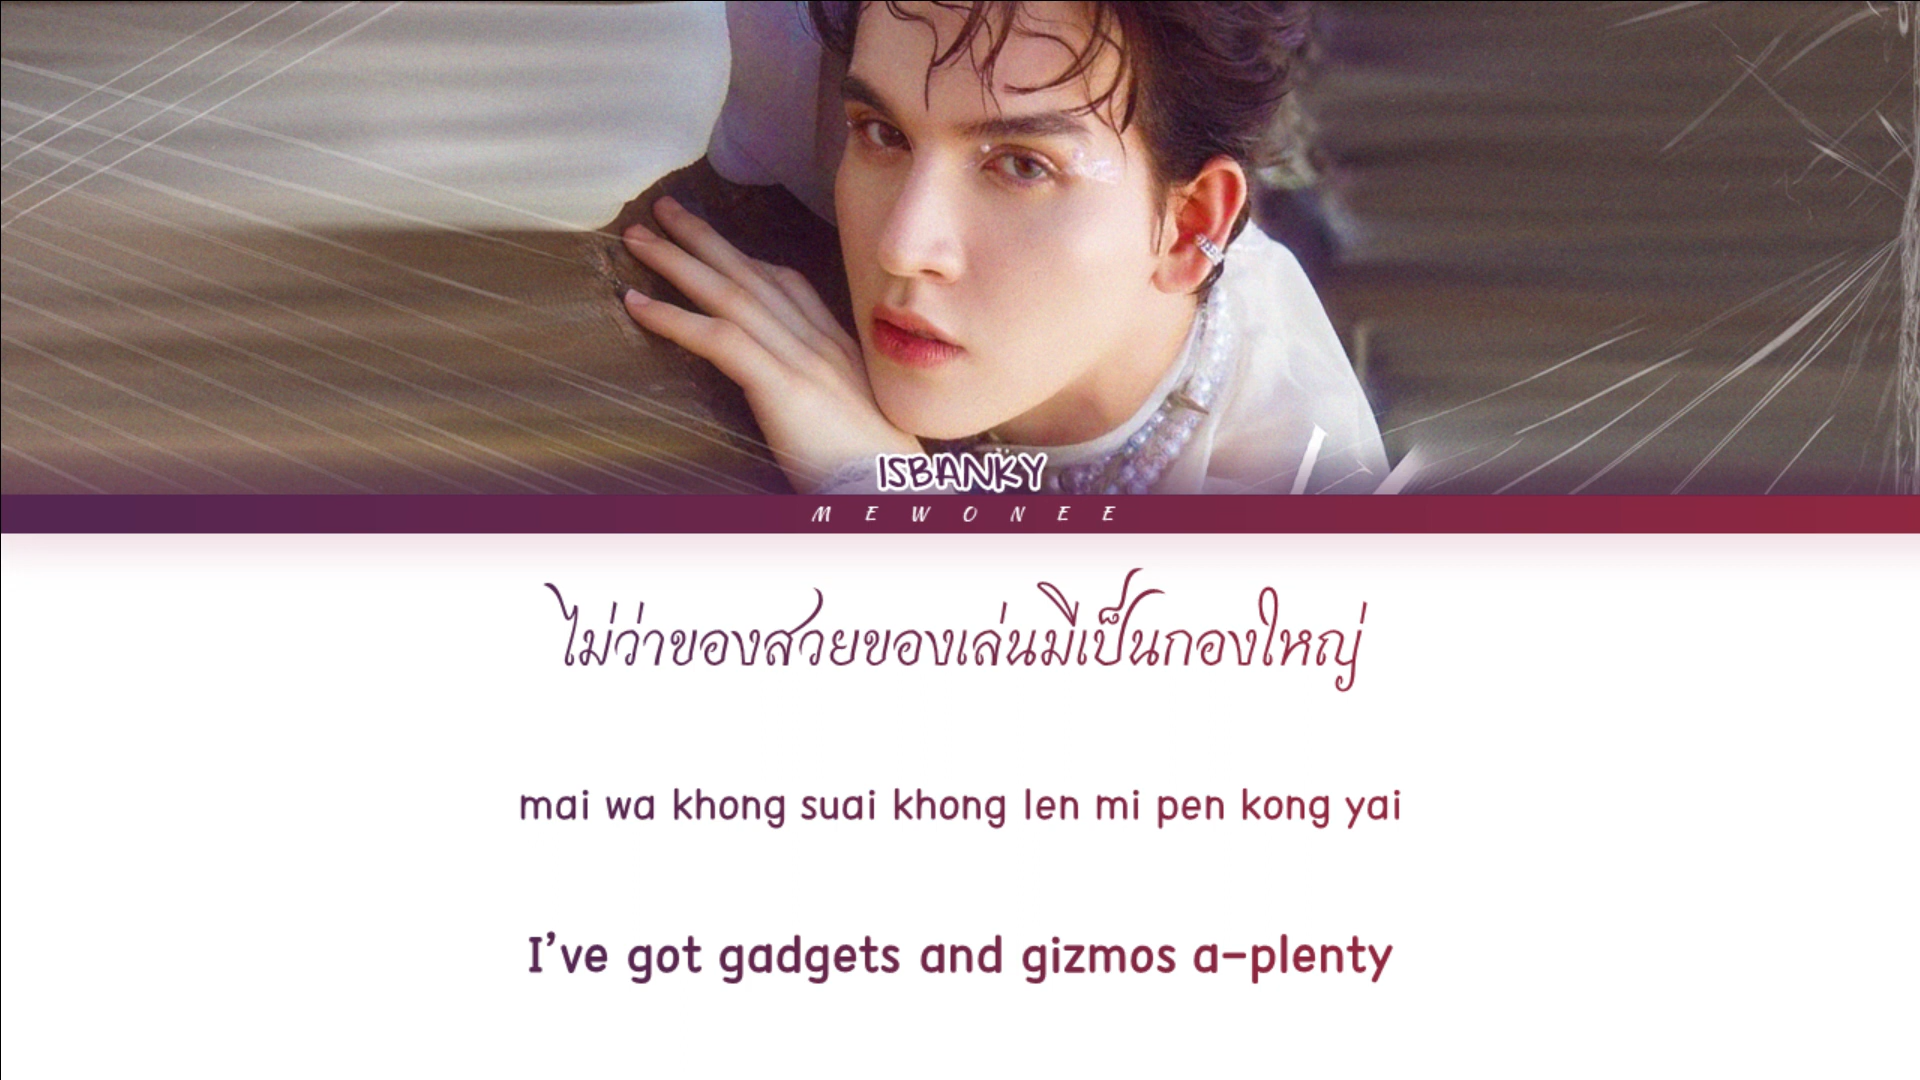 ISBANKY
MEWONEE
ไม่ว่าของสวยของเล่นมีเป็นกองใหญ่
mai wa khong suai khong len mi pen kong yai
I’ve got gadgets and gizmos a-plenty